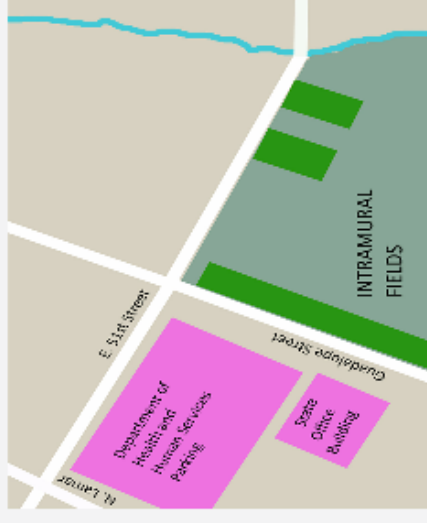 INTRAMURAL
FIELDS
E. 51st Street
Guadalupe Street
Department of
Health and
Human Services
Parking
State
Office
Building
N. Lamar